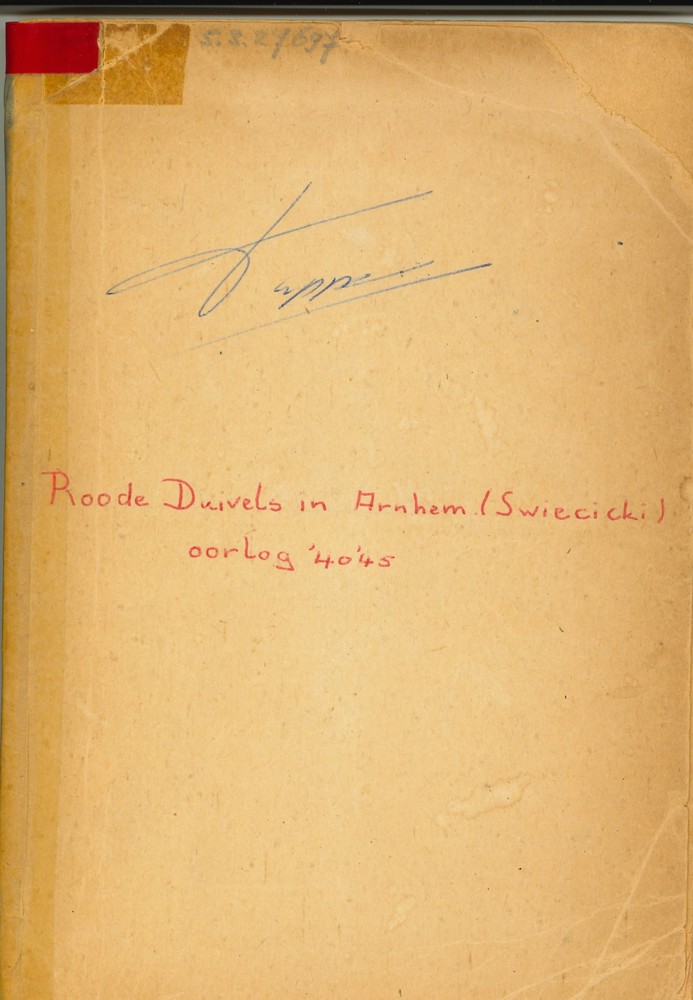 Roode Duivels in Arnhem. (Swiecicki)
oorlog '40'45